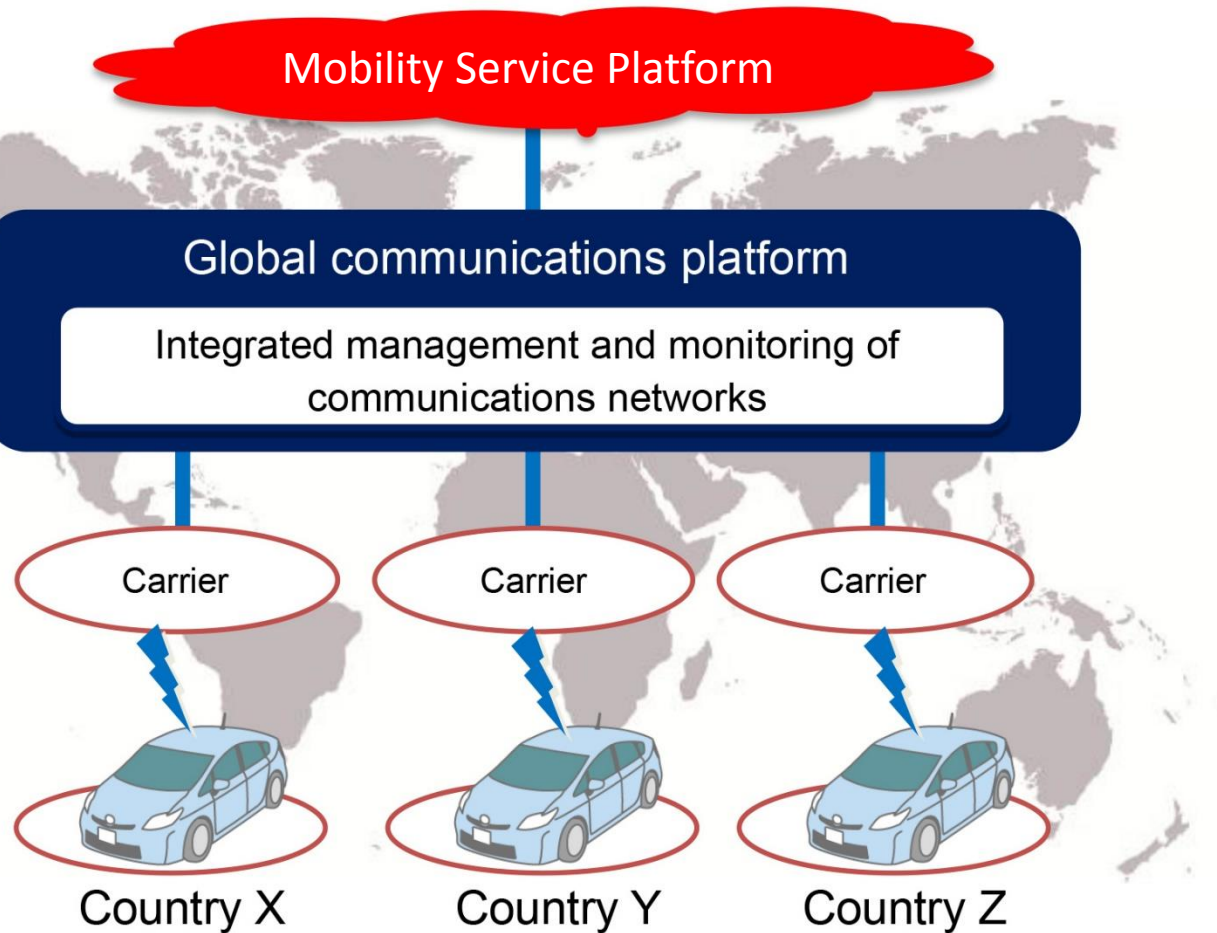 Mobility Service Platform
Global communications platform
Integrated management and monitoring of
communications networks
Carrier
Carrier
Carrier
Country X
Country Y
Country Z